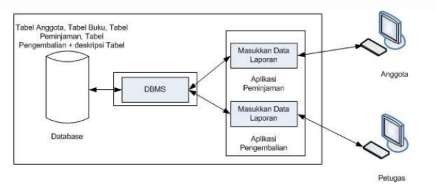 Tabel Anggota, Tabel Buku, Tabel
Peminjaman, Tabel
Pengembalian + deskripsi Tabel
Database
DBMS
Masukkan Data
Laporan
Aplikasi
Peminjaman
Masukkan Data
Laporan
Aplikasi
Pengembalian
Anggota
Petugas